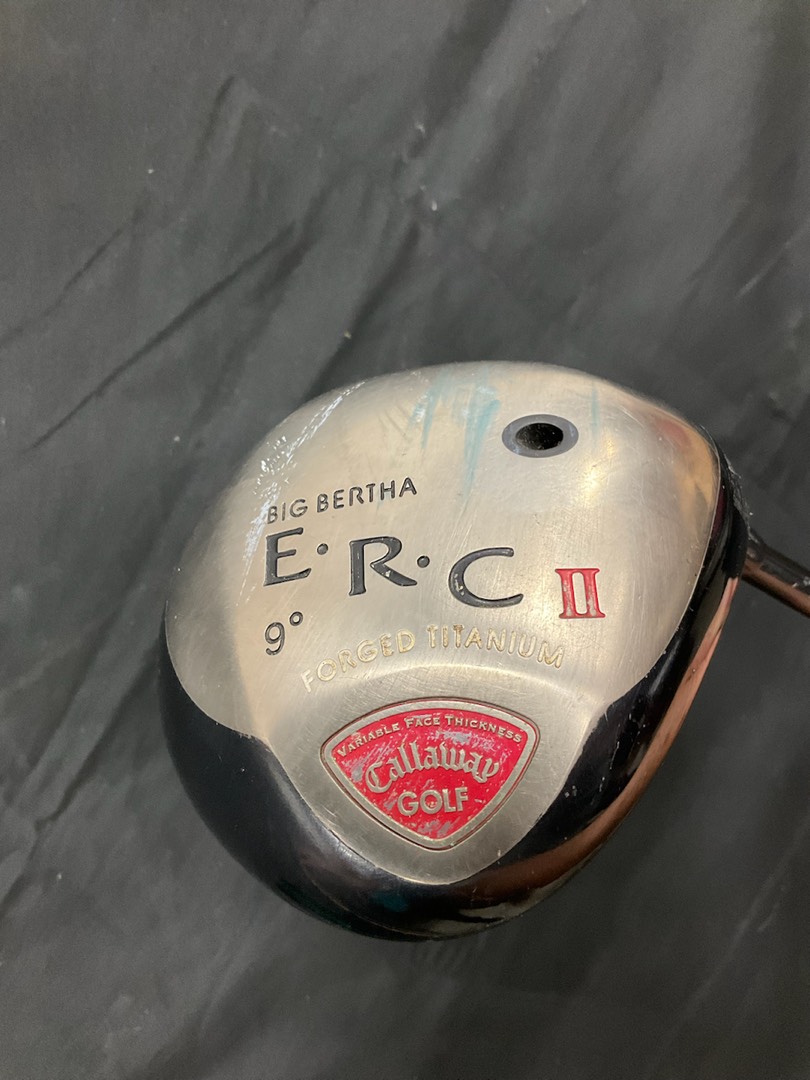 BIG BERTHA
E·R·C II
9°
FORGED TITANIUM
VARIABLE FACE THICKNESS
Callaway
GOLF